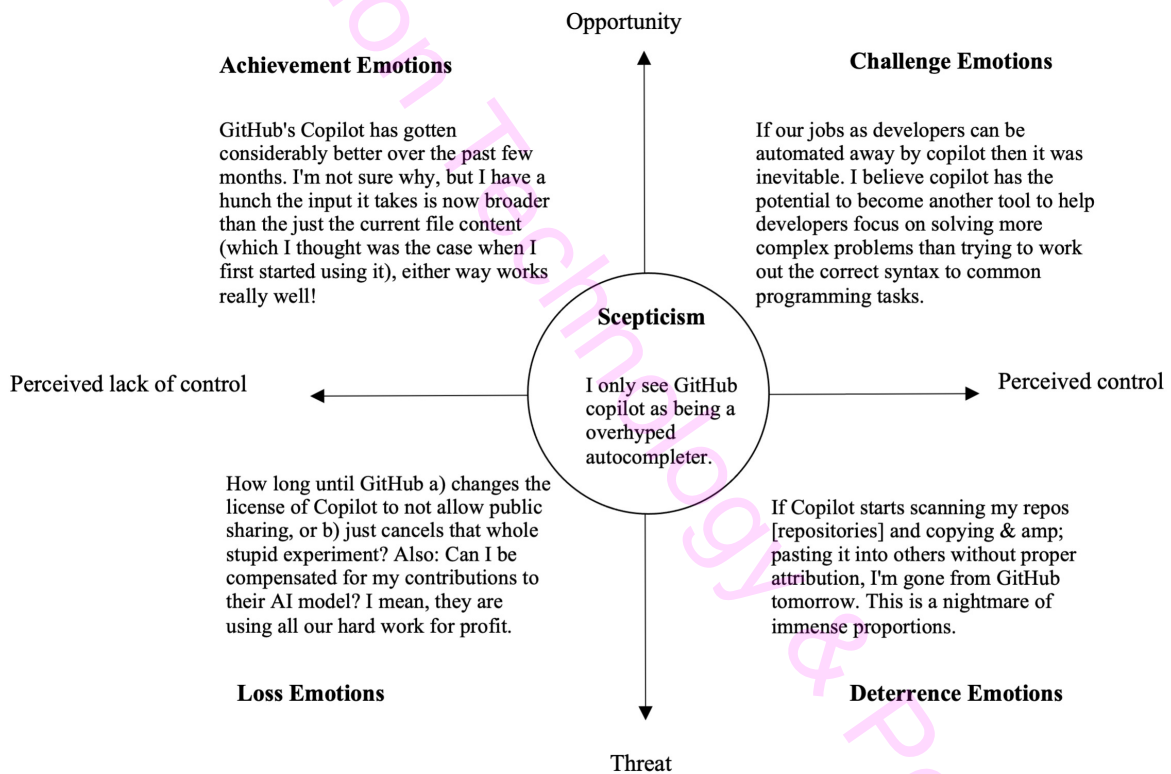 Opportunity
Achievement Emotions
Challenge Emotions
GitHub's Copilot has gotten
considerably better over the past few
months. I'm not sure why, but I have a
hunch the input it takes is now broader
than the just the current file content
(which I thought was the case when I
first started using it), either way works
really well!
If our jobs as developers can be
automated away by copilot then it was
inevitable. I believe copilot has the
potential to become another tool to help
developers focus on solving more
complex problems than trying to work
out the correct syntax to common
programming tasks.
Scepticism
I only see GitHub
copilot as being a
overhyped
autocompleter.
Perceived lack of control
Perceived control
How long until GitHub a) changes the
license of Copilot to not allow public
sharing, or b) just cancels that whole
stupid experiment? Also: Can I be
compensated for my contributions to
their AI model? I mean, they are
using all our hard work for profit.
If Copilot starts scanning my repos
[repositories] and copying & amp;
pasting it into others without proper
attribution, I'm gone from GitHub
tomorrow. This is a nightmare of
immense proportions.
Loss Emotions
Deterrence Emotions
Threat
Technology &